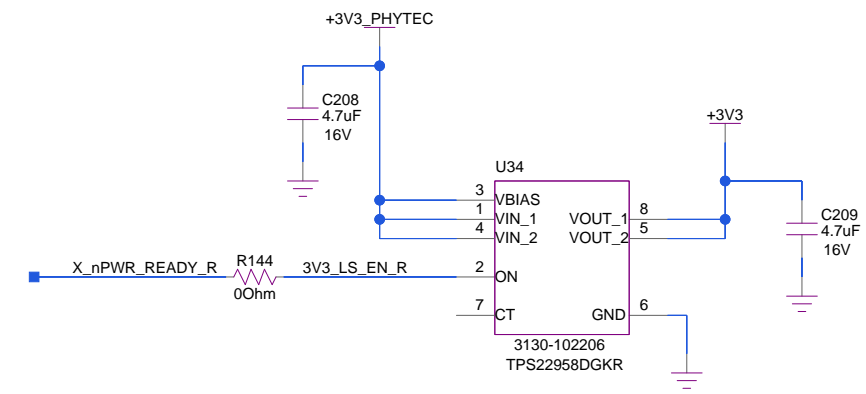 +3V3_PHYTEC
C208
4.7uF
16V
+3V3
U34
3 VBIAS
1 VIN_1 VOUT_1 8
4 VIN_2 VOUT_2 5
C209
4.7uF
16V
X_nPWR_READY_R R144 3V3_LS_EN_R 2 ON
0Ohm
7 CT GND 6
3130-102206
TPS22958DGKR